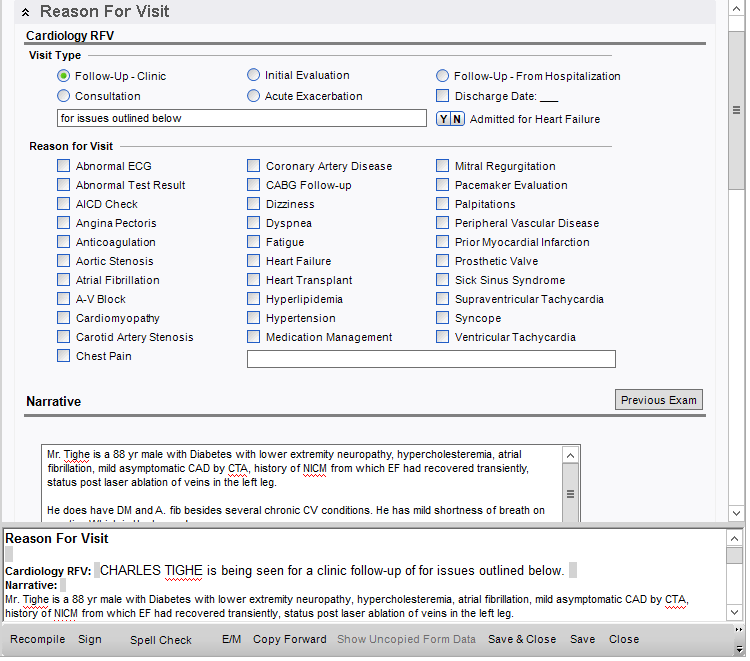 Reason For Visit
Cardiology RFV
Visit Type
Follow-Up - Clinic Initial Evaluation Follow-Up - From Hospitalization
Consultation Acute Exacerbation Discharge Date: ___
for issues outlined below Y N Admitted for Heart Failure
Reason for Visit
Abnormal ECG Coronary Artery Disease Mitral Regurgitation
Abnormal Test Result CABG Follow-up Pacemaker Evaluation
AICD Check Dizziness Palpitations
Angina Pectoris Dyspnea Peripheral Vascular Disease
Anticoagulation Fatigue Prior Myocardial Infarction
Aortic Stenosis Heart Failure Prosthetic Valve
Atrial Fibrillation Heart Transplant Sick Sinus Syndrome
A-V Block Hyperlipidemia Supraventricular Tachycardia
Cardiomyopathy Hypertension Syncope
Carotid Artery Stenosis Medication Management Ventricular Tachycardia
Chest Pain
Narrative Previous Exam
Mr. Tighe is a 88 yr male with Diabetes with lower extremity neuropathy, hypercholesteremia, atrial
fibrillation, mild asymptomatic CAD by CTA, history of NICM from which EF had recovered transiently,
status post laser ablation of veins in the left leg.
He does have DM and A. fib besides several chronic CV conditions. He has mild shortness of breath on
Reason For Visit
Cardiology RFV: CHARLES TIGHE is being seen for a clinic follow-up of for issues outlined below.
Narrative:
Mr. Tighe is a 88 yr male with Diabetes with lower extremity neuropathy, hypercholesteremia, atrial fibrillation, mild asymptomatic CAD by CTA,
history of NICM from which EF had recovered transiently, status post laser ablation of veins in the left leg.
Recompile Sign Spell Check E/M Copy Forward Show Uncopied Form Data Save & Close Save Close